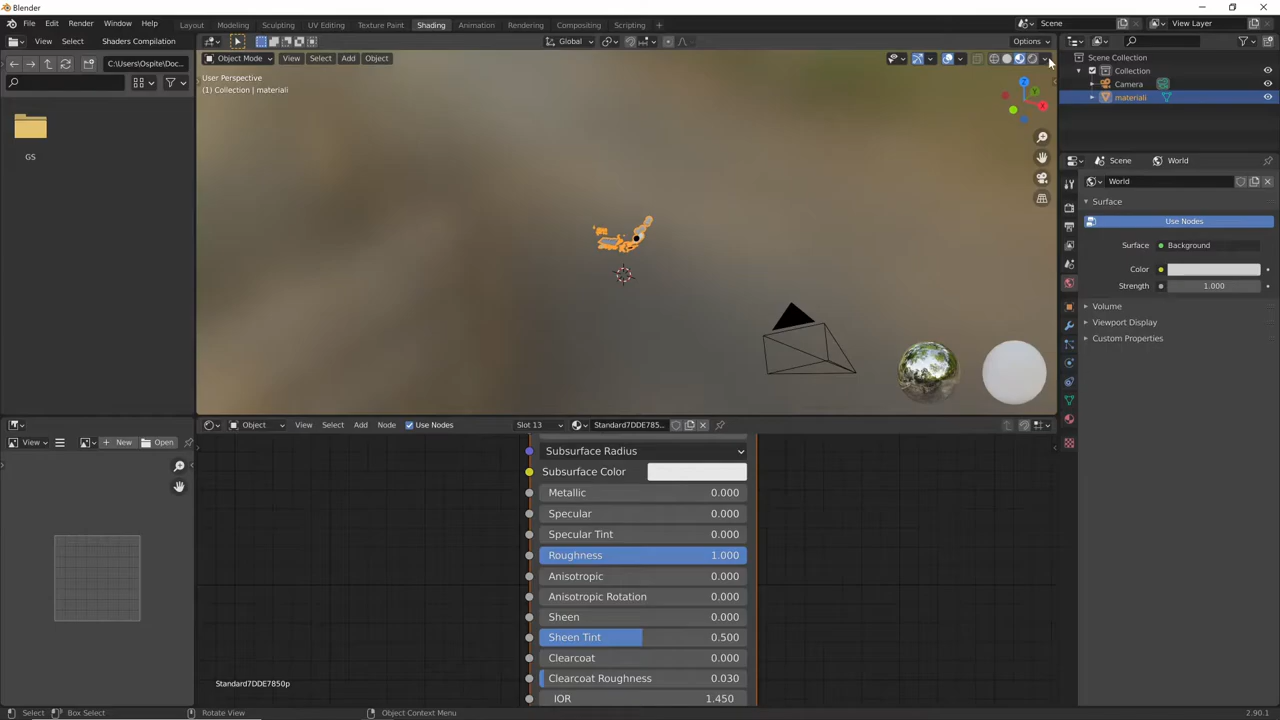 Blender
File Edit Render Window Help Layout Modeling Sculpting UV Editing Texture Paint Shading Animation Rendering Compositing Scripting + Scene View Layer
View Select Shaders Compilation Global Options
C:\Users\Ospite\Doc...
Object Mode View Select Add Object
User Perspective
(1) Collection | materiali
GS
Scene Collection
Collection
Camera
materiali
Scene World
World
Surface
Use Nodes
Surface Background
Color
Strength 1.000
Volume
Viewport Display
Custom Properties
Object View Select Add Node Use Nodes Slot 13 Standard7DDE785...
View New Open
Subsurface Radius
Subsurface Color
Metallic 0.000
Specular 0.000
Specular Tint 0.000
Roughness 1.000
Anisotropic 0.000
Anisotropic Rotation 0.000
Sheen 0.000
Sheen Tint 0.500
Clearcoat 0.000
Clearcoat Roughness 0.030
IOR 1.450
Standard7DDE7850p
Select Box Select Rotate View Object Context Menu 2.90.1